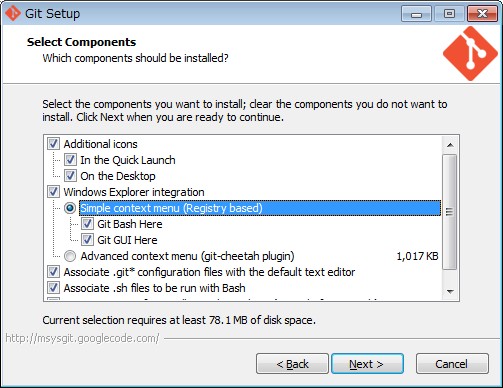 Git Setup
Select Components
Which components should be installed?
Select the components you want to install; clear the components you do not want to
install. Click Next when you are ready to continue.
Additional icons
In the Quick Launch
On the Desktop
Windows Explorer integration
Simple context menu (Registry based)
Git Bash Here
Git GUI Here
Advanced context menu (git-cheetah plugin) 1,017 KB
Associate .git* configuration files with the default text editor
Associate .sh files to be run with Bash
Current selection requires at least 78.1 MB of disk space.
http://msysgit.googlecode.com/
< Back
Next >
Cancel